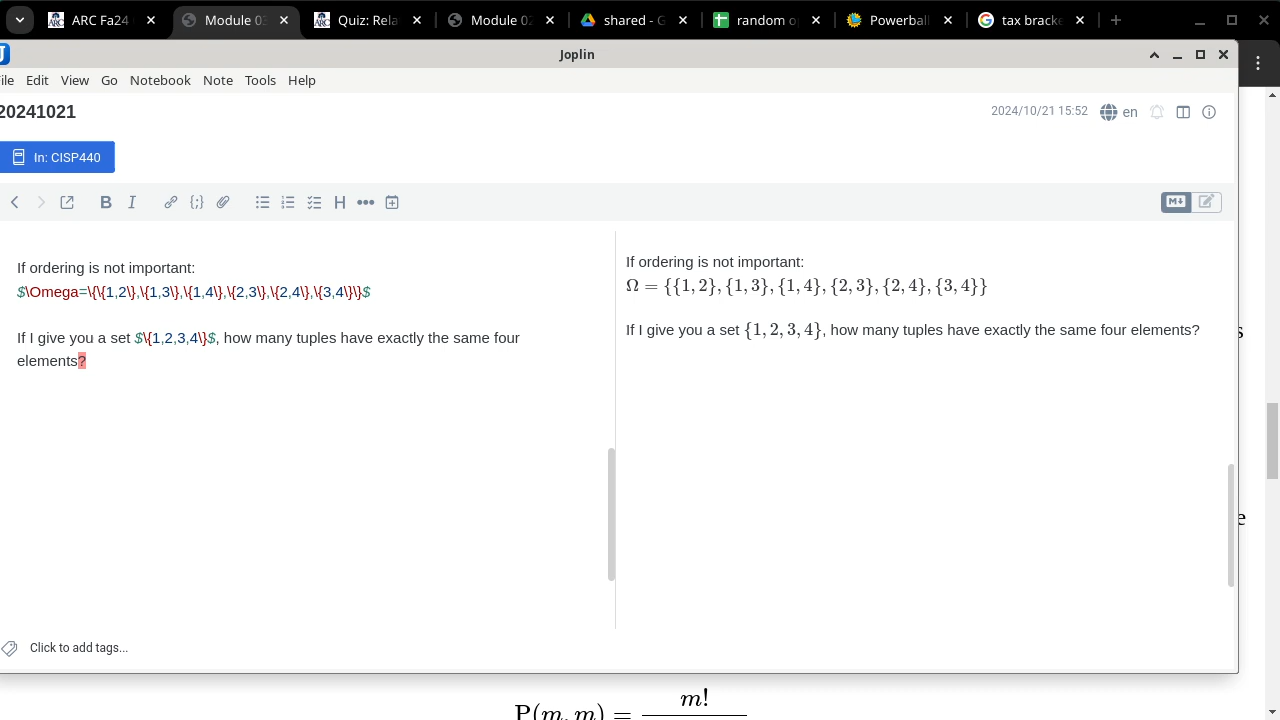 ARC Fa24
Module 03
Quiz: Rela
Module 02
shared - G
random o
Powerball
tax bracke
Joplin
ile Edit View Go Notebook Note Tools Help
20241021
2024/10/21 15:52
en
In: CISP440
If ordering is not important:
$\Omega=\{\{1,2\},\{1,3\},\{1,4\},\{2,3\},\{2,4\},\{3,4\}\}$
If I give you a set $\{1,2,3,4\}$, how many tuples have exactly the same four
elements?
If ordering is not important:
Ω = {{1, 2}, {1, 3}, {1, 4}, {2, 3}, {2, 4}, {3, 4}}
If I give you a set {1, 2, 3, 4}, how many tuples have exactly the same four elements?
s
e
Click to add tags...
m!
P(m, m) =